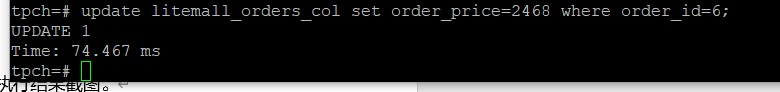 tpch=# update litemall_orders_col set order_price=2468 where order_id=6;
UPDATE 1
Time: 74.467 ms
tpch=#
执行结果截图。